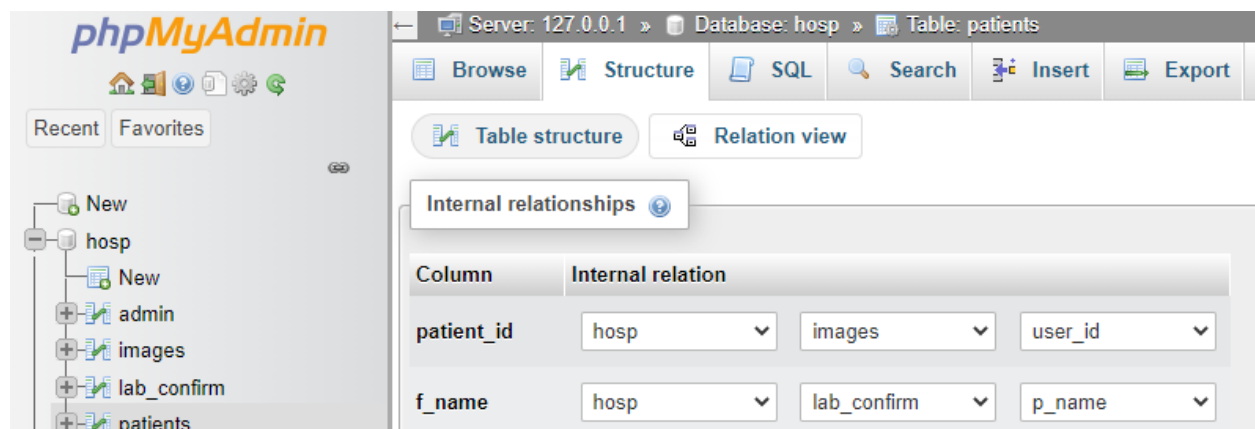 phpMyAdmin
Recent Favorites
New
hosp
New
admin
images
lab_confirm
patients
← Server: 127.0.0.1 » Database: hosp » Table: patients
Browse Structure SQL Search Insert Export
Table structure Relation view
Internal relationships
Column Internal relation
patient_id hosp images user_id
f_name hosp lab_confirm p_name